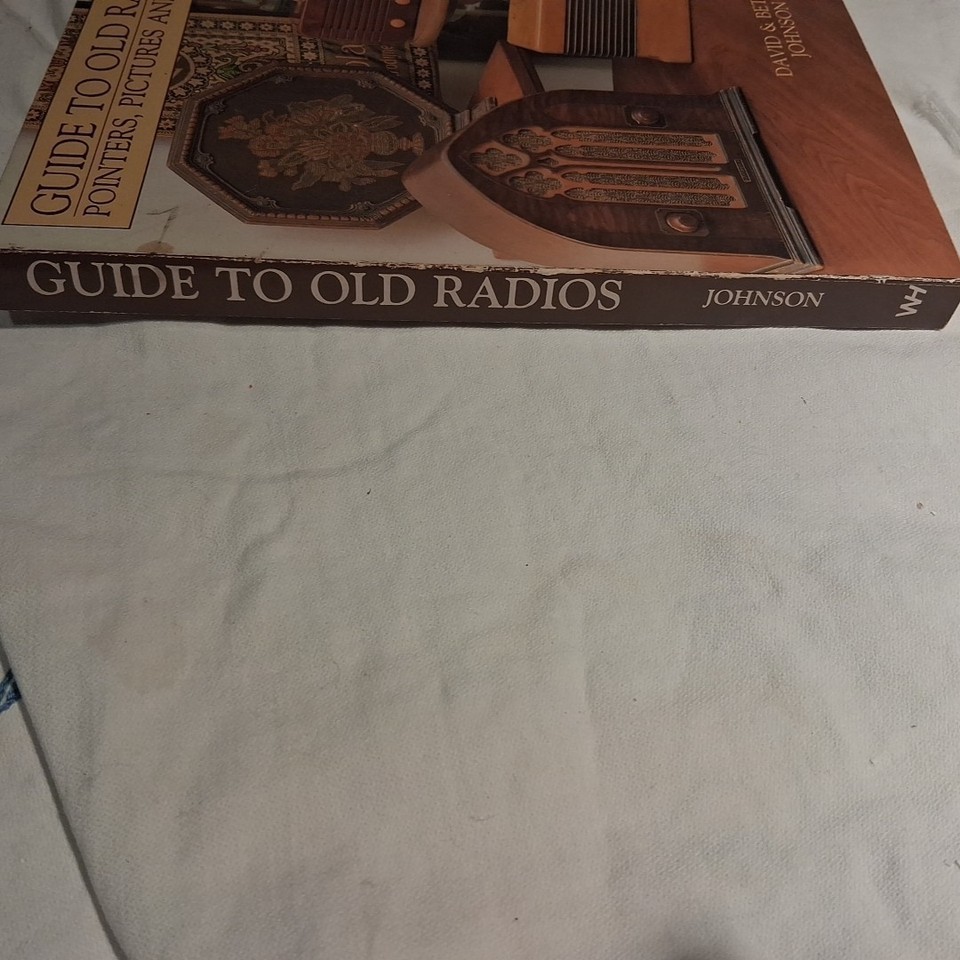 GUIDE TO OLD RA
POINTERS, PICTURES AN
DAVID & BET
JOHNSON
GUIDE TO OLD RADIOS
JOHNSON
WH